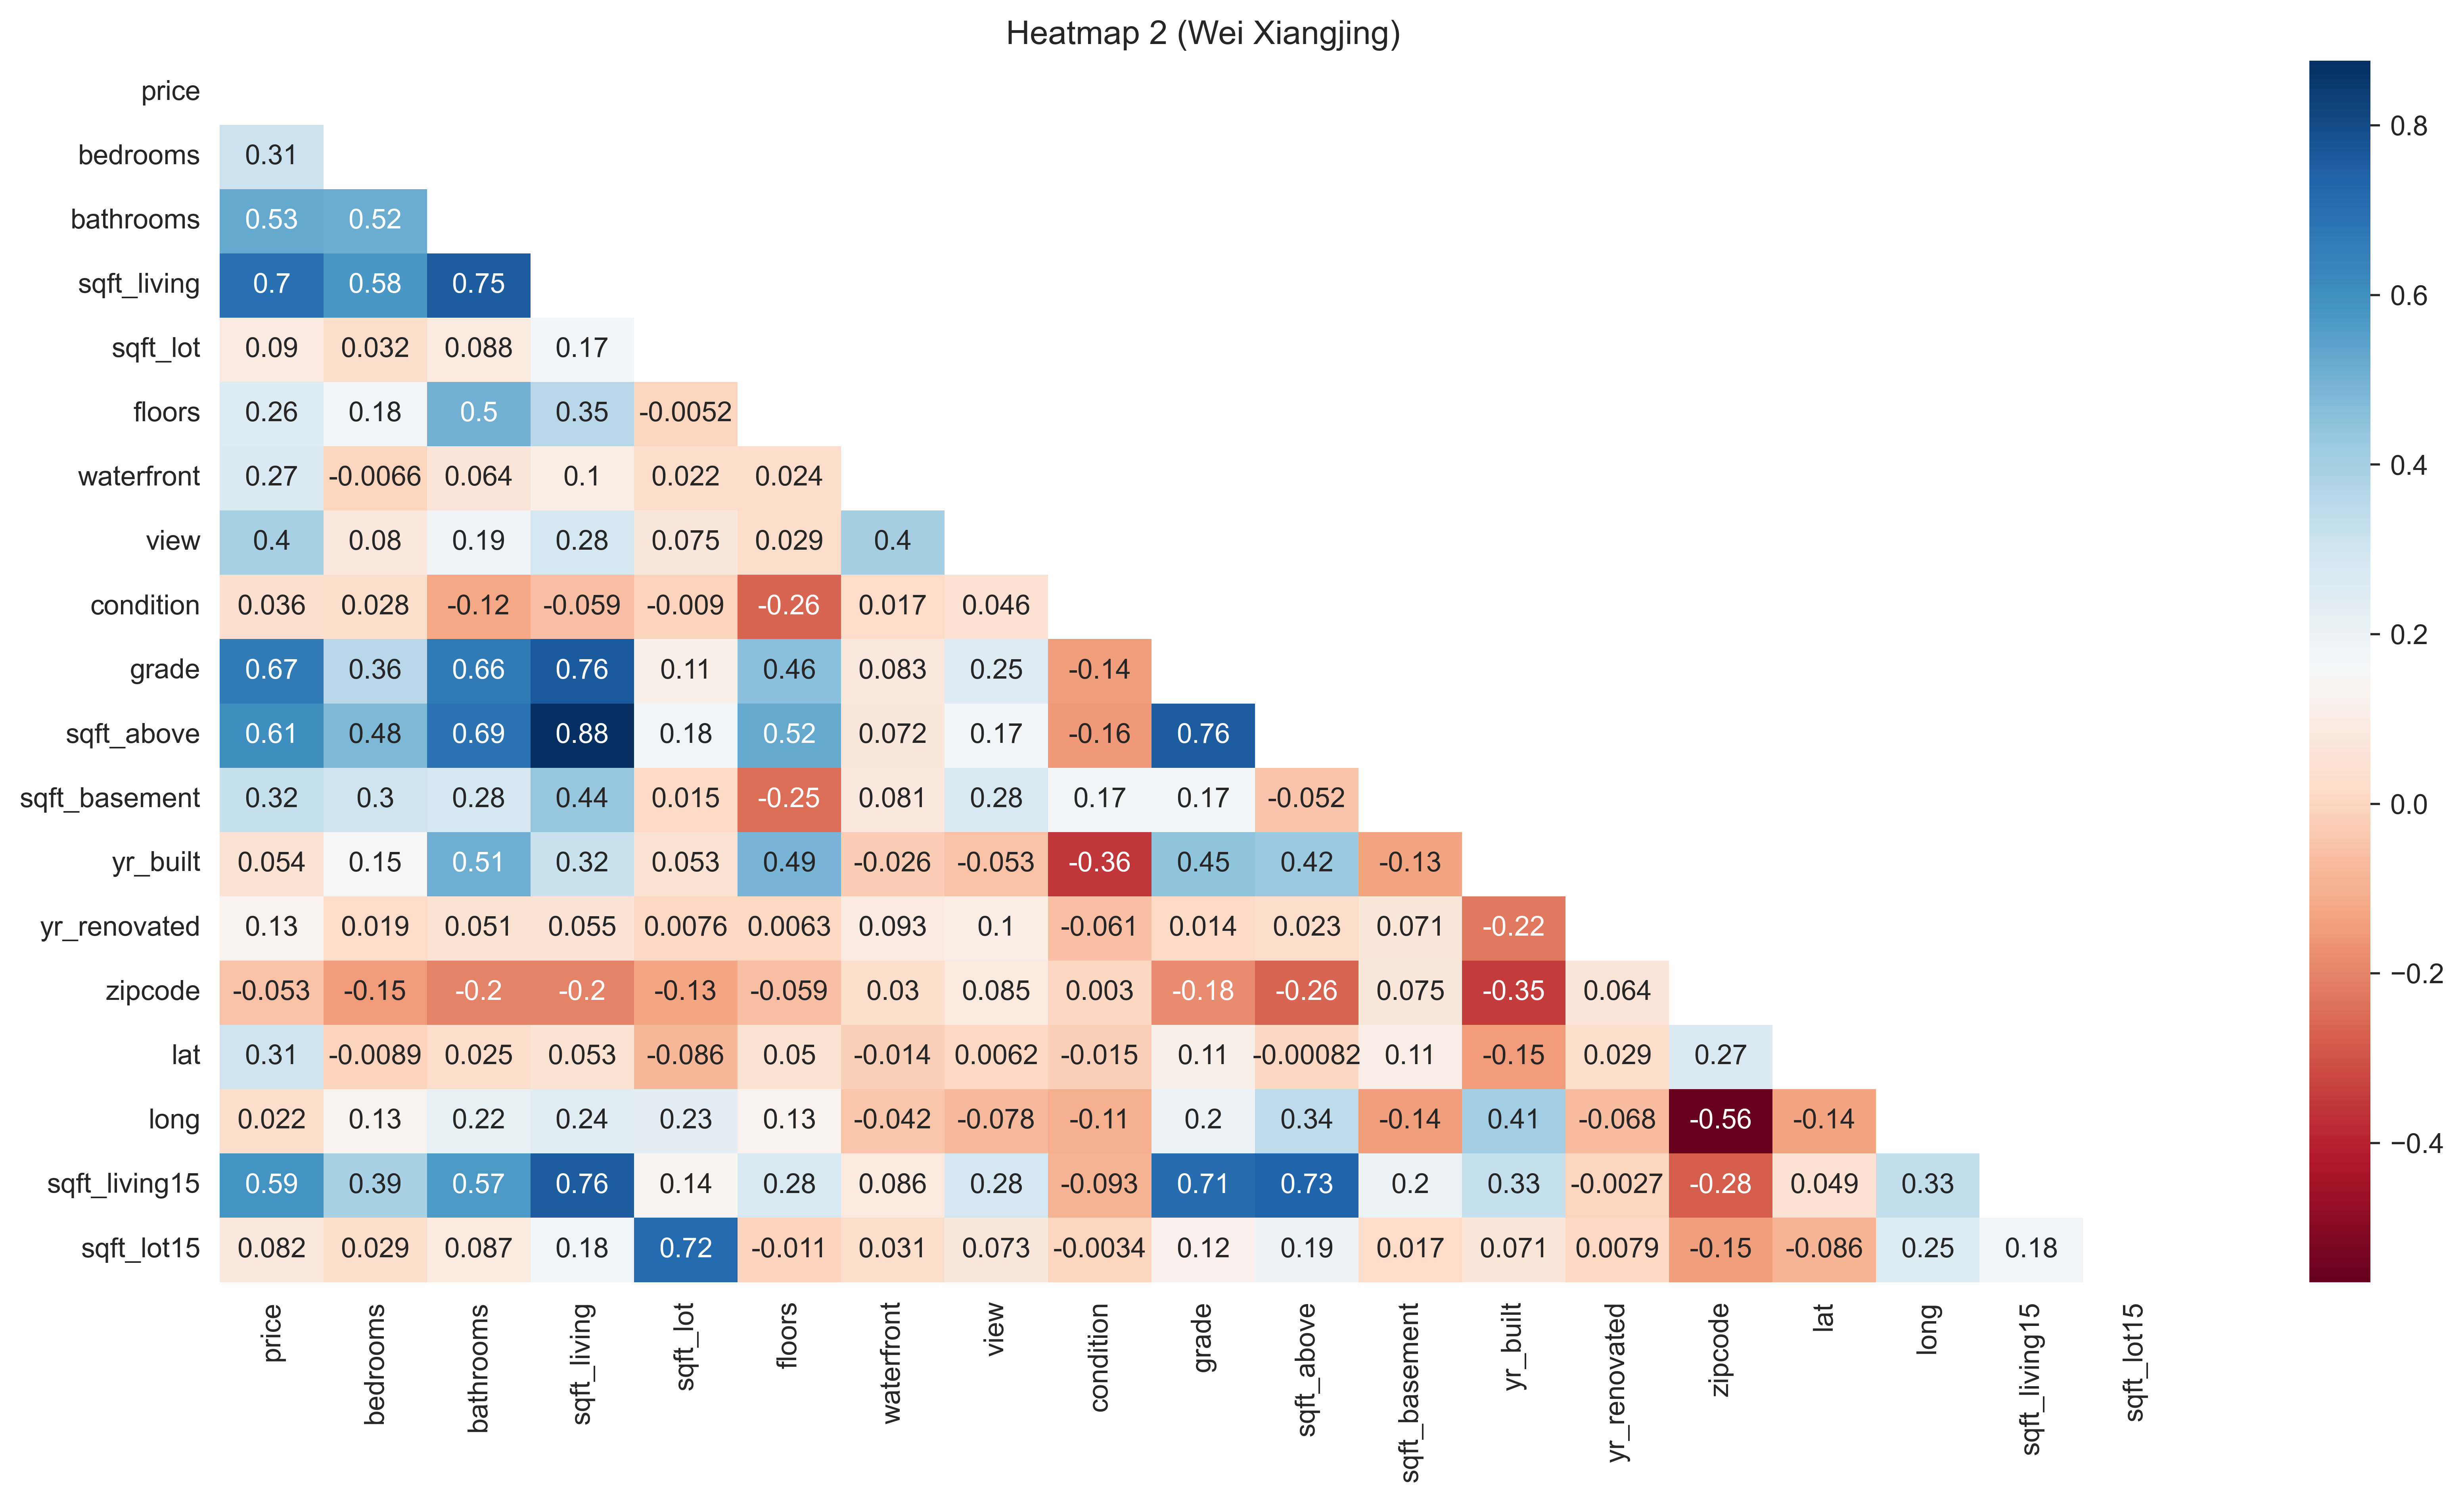 Heatmap 2 (Wei Xiangjing)
price
bedrooms 0.31
bathrooms 0.53 0.52
sqft_living 0.7 0.58 0.75
sqft_lot 0.09 0.032 0.088 0.17
floors 0.26 0.18 0.5 0.35 -0.0052
waterfront 0.27 -0.0066 0.064 0.1 0.022 0.024
view 0.4 0.08 0.19 0.28 0.075 0.029 0.4
condition 0.036 0.028 -0.12 -0.059 -0.009 -0.26 0.017 0.046
grade 0.67 0.36 0.66 0.76 0.11 0.46 0.083 0.25 -0.14
sqft_above 0.61 0.48 0.69 0.88 0.18 0.52 0.072 0.17 -0.16 0.76
sqft_basement 0.32 0.3 0.28 0.44 0.015 -0.25 0.081 0.28 0.17 0.17 -0.052
yr_built 0.054 0.15 0.51 0.32 0.053 0.49 -0.026 -0.053 -0.36 0.45 0.42 -0.13
yr_renovated 0.13 0.019 0.051 0.055 0.0076 0.0063 0.093 0.1 -0.061 0.014 0.023 0.071 -0.22
zipcode -0.053 -0.15 -0.2 -0.2 -0.13 -0.059 0.03 0.085 0.003 -0.18 -0.26 0.075 -0.35 0.064
lat 0.31 -0.0089 0.025 0.053 -0.086 0.05 -0.014 0.0062 -0.015 0.11 -0.00082 0.11 -0.15 0.029 0.27
long 0.022 0.13 0.22 0.24 0.23 0.13 -0.042 -0.078 -0.11 0.2 0.34 -0.14 0.41 -0.068 -0.56 -0.14
sqft_living15 0.59 0.39 0.57 0.76 0.14 0.28 0.086 0.28 -0.093 0.71 0.73 0.2 0.33 -0.0027 -0.28 0.049 0.33
sqft_lot15 0.082 0.029 0.087 0.18 0.72 -0.011 0.031 0.073 -0.0034 0.12 0.19 0.017 0.071 0.0079 -0.15 -0.086 0.25 0.18
price
bedrooms
bathrooms
sqft_living
sqft_lot
floors
waterfront
view
condition
grade
sqft_above
sqft_basement
yr_built
yr_renovated
zipcode
lat
long
sqft_living15
sqft_lot15
0.8
0.6
0.4
0.2
0.0
−0.2
−0.4